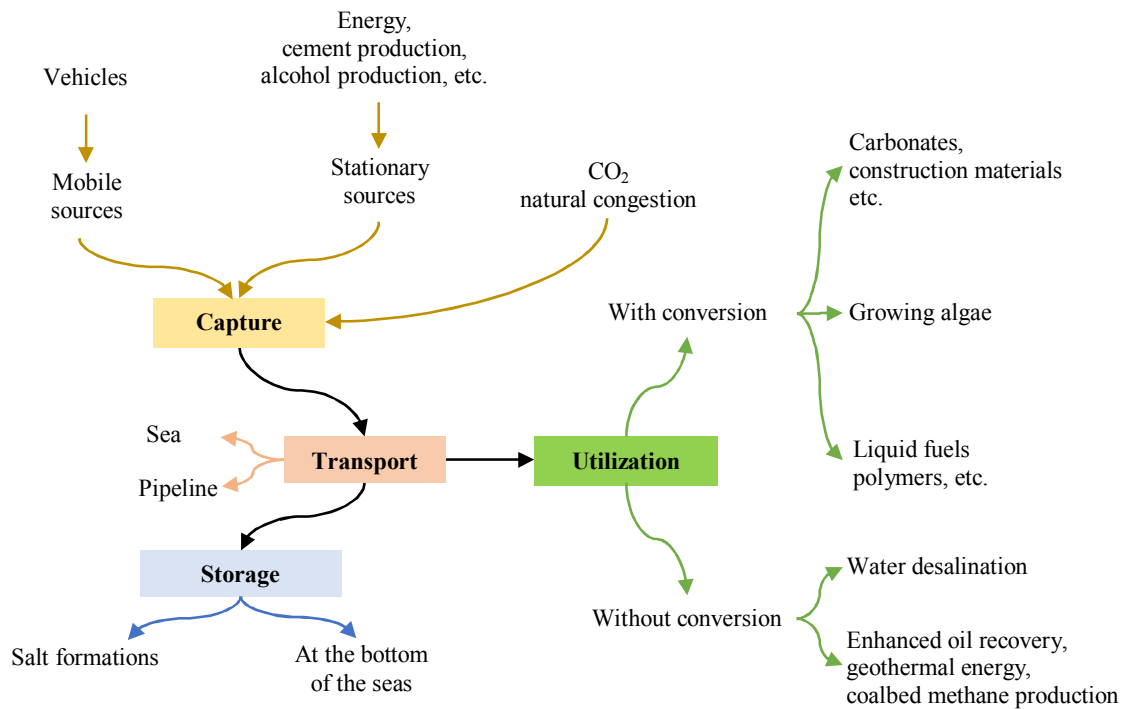 Energy,
cement production,
alcohol production, etc.
Vehicles
Mobile
sources
Stationary
sources
CO₂
natural congestion
Carbonates,
construction materials
etc.
Capture
With conversion
Growing algae
Sea
Pipeline
Transport
Utilization
Liquid fuels
polymers, etc.
Storage
Without conversion
Water desalination
Salt formations
At the bottom
of the seas
Enhanced oil recovery,
geothermal energy,
coalbed methane production